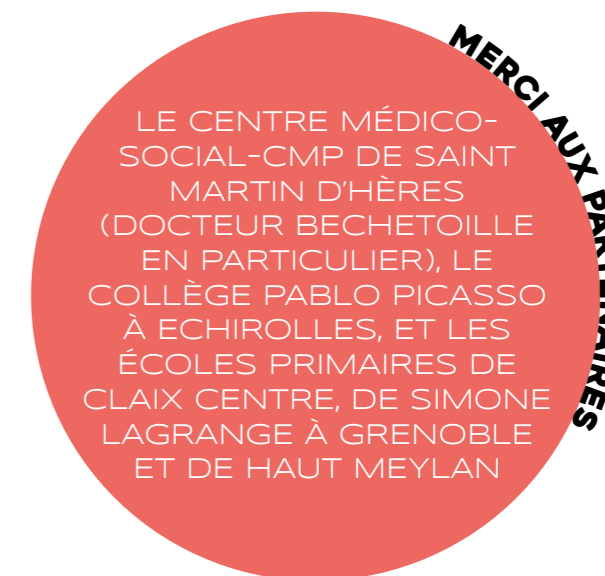 MERCI AUX PARTENAIRES
LE CENTRE MÉDICO-
SOCIAL-CMP DE SAINT
MARTIN D'HÈRES
(DOCTEUR BECHETOILLE
EN PARTICULIER), LE
COLLÈGE PABLO PICASSO
À ECHIROLLES, ET LES
ÉCOLES PRIMAIRES DE
CLAIX CENTRE, DE SIMONE
LAGRANGE À GRENOBLE
ET DE HAUT MEYLAN